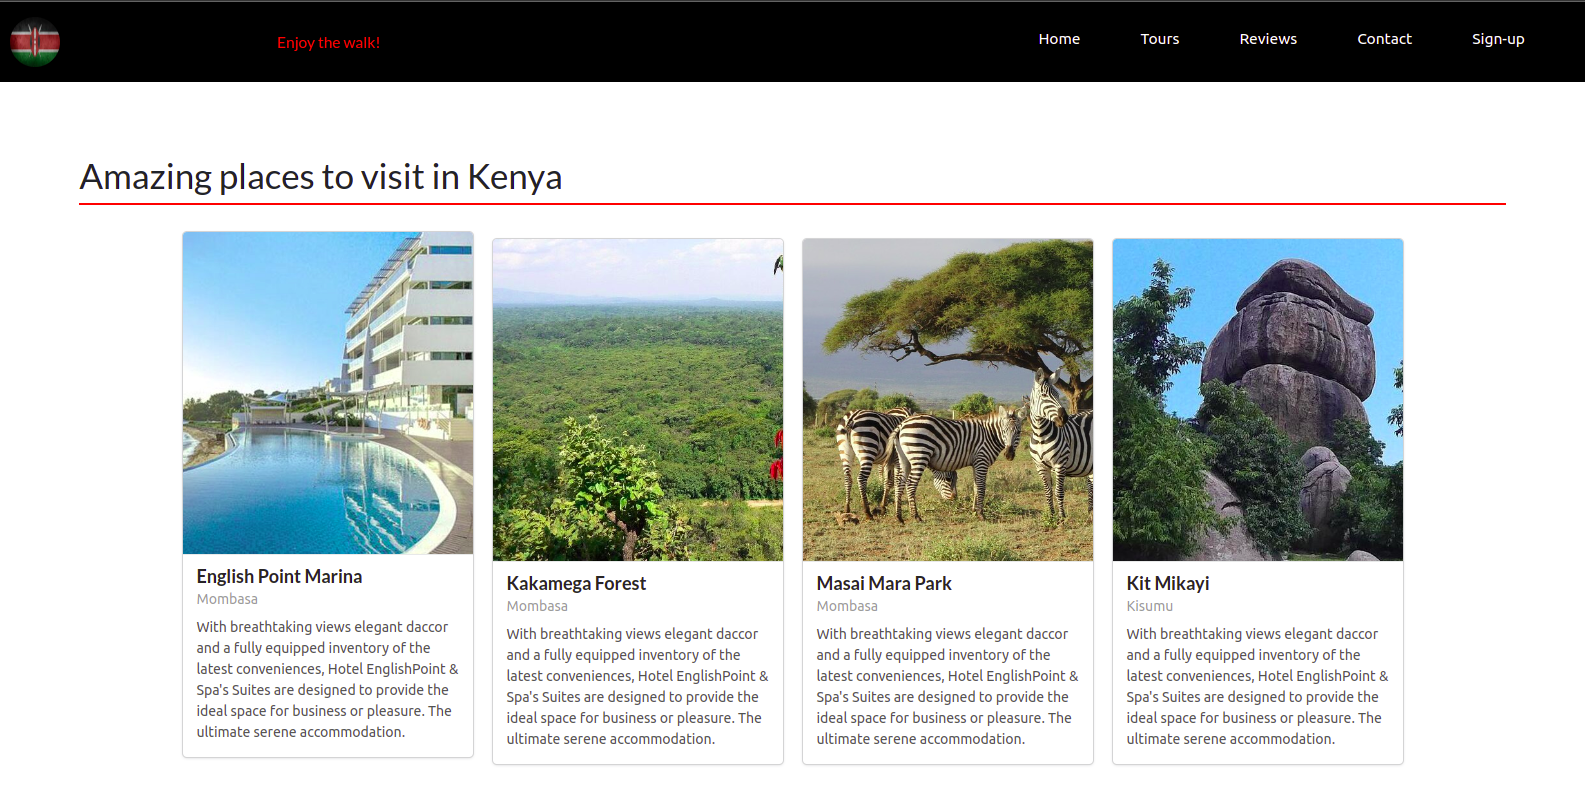 Enjoy the walk!
Home Tours Reviews Contact Sign-up
Amazing places to visit in Kenya
English Point Marina
Mombasa
With breathtaking views elegant daccor
and a fully equipped inventory of the
latest conveniences, Hotel EnglishPoint &
Spa's Suites are designed to provide the
ideal space for business or pleasure. The
ultimate serene accommodation.
Kakamega Forest
Mombasa
With breathtaking views elegant daccor
and a fully equipped inventory of the
latest conveniences, Hotel EnglishPoint &
Spa's Suites are designed to provide the
ideal space for business or pleasure. The
ultimate serene accommodation.
Masai Mara Park
Mombasa
With breathtaking views elegant daccor
and a fully equipped inventory of the
latest conveniences, Hotel EnglishPoint &
Spa's Suites are designed to provide the
ideal space for business or pleasure. The
ultimate serene accommodation.
Kit Mikayi
Kisumu
With breathtaking views elegant daccor
and a fully equipped inventory of the
latest conveniences, Hotel EnglishPoint &
Spa's Suites are designed to provide the
ideal space for business or pleasure. The
ultimate serene accommodation.